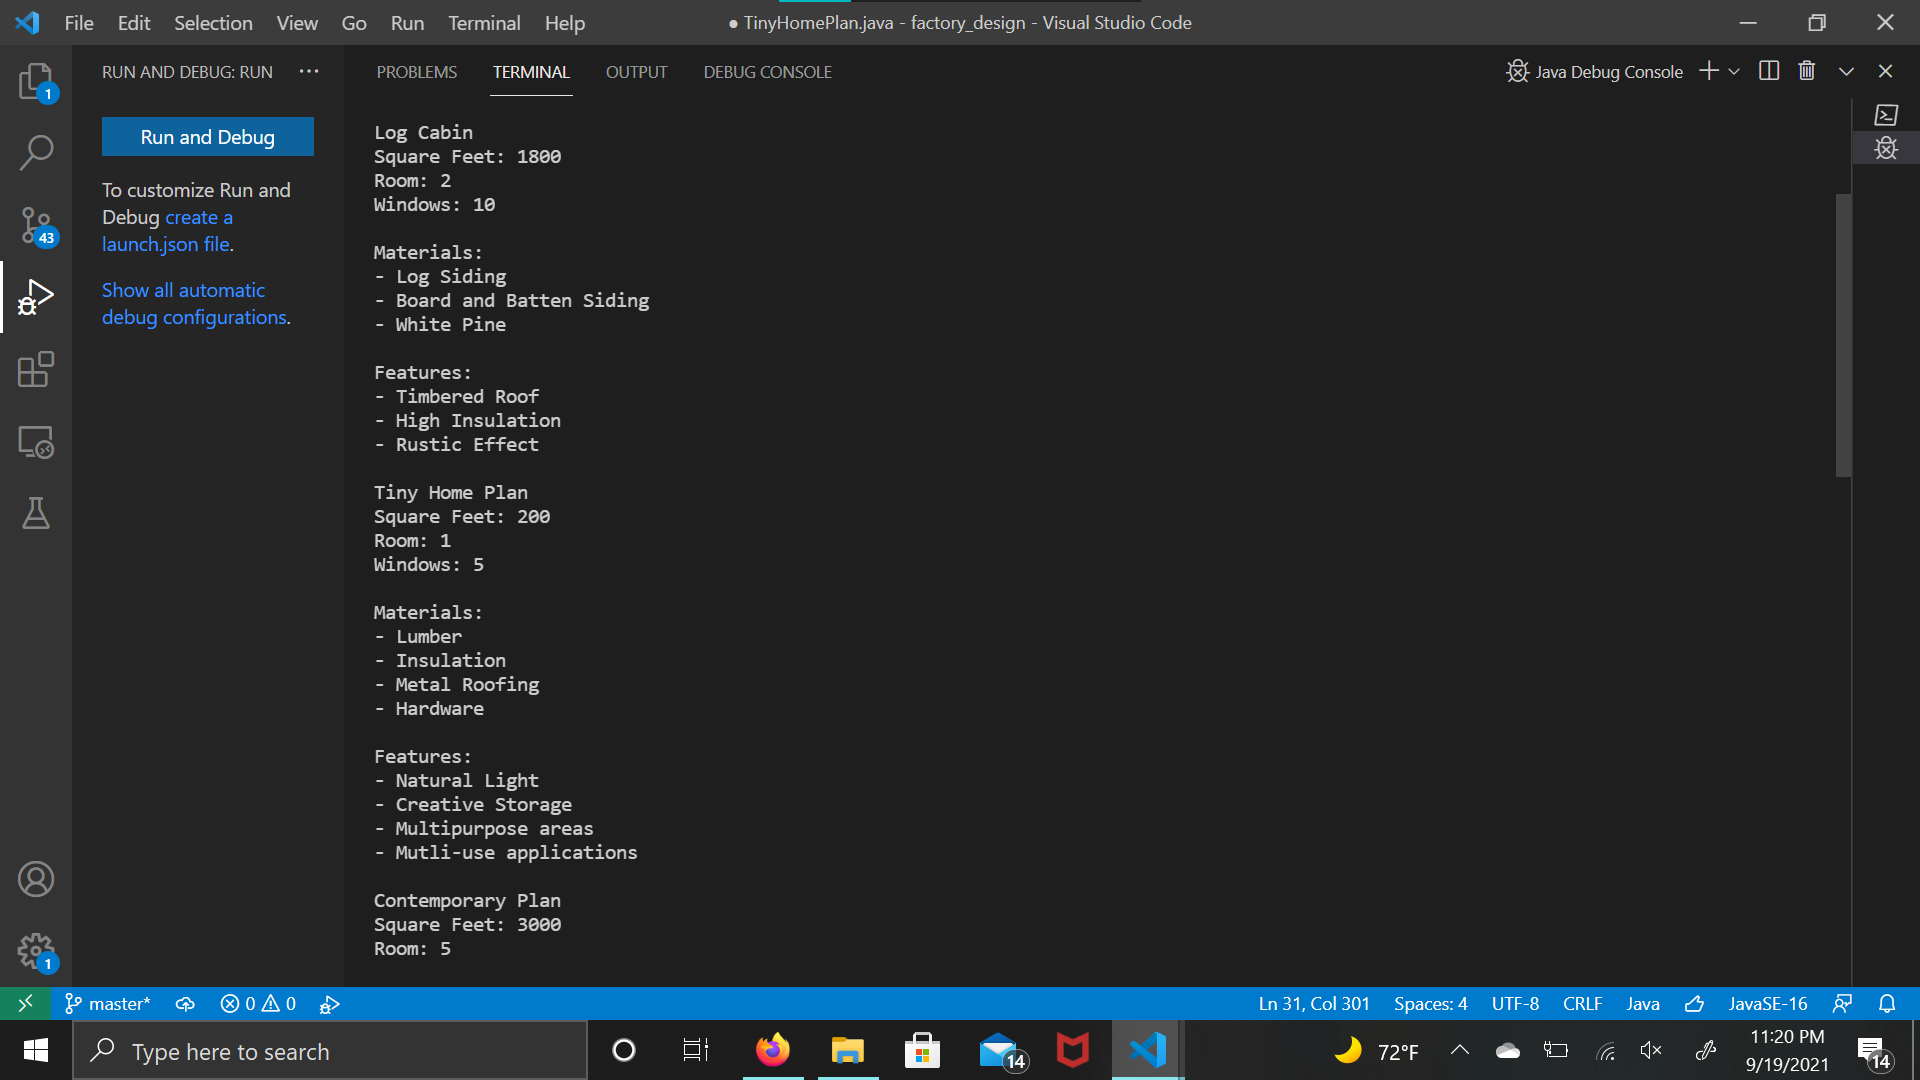 File Edit Selection View Go Run Terminal Help
● TinyHomePlan.java - factory_design - Visual Studio Code
RUN AND DEBUG: RUN ···
PROBLEMS TERMINAL OUTPUT DEBUG CONSOLE
Java Debug Console
1
Run and Debug
To customize Run and
Debug create a
launch.json file.
43
Show all automatic
debug configurations.
Log Cabin
Square Feet: 1800
Room: 2
Windows: 10
Materials:
- Log Siding
- Board and Batten Siding
- White Pine
Features:
- Timbered Roof
- High Insulation
- Rustic Effect
Tiny Home Plan
Square Feet: 200
Room: 1
Windows: 5
Materials:
- Lumber
- Insulation
- Metal Roofing
- Hardware
Features:
- Natural Light
- Creative Storage
- Multipurpose areas
- Mutli-use applications
Contemporary Plan
Square Feet: 3000
Room: 5
1
master* 0 0
Ln 31, Col 301 Spaces: 4 UTF-8 CRLF Java JavaSE-16
Type here to search
14
72°F
11:20 PM
9/19/2021
14